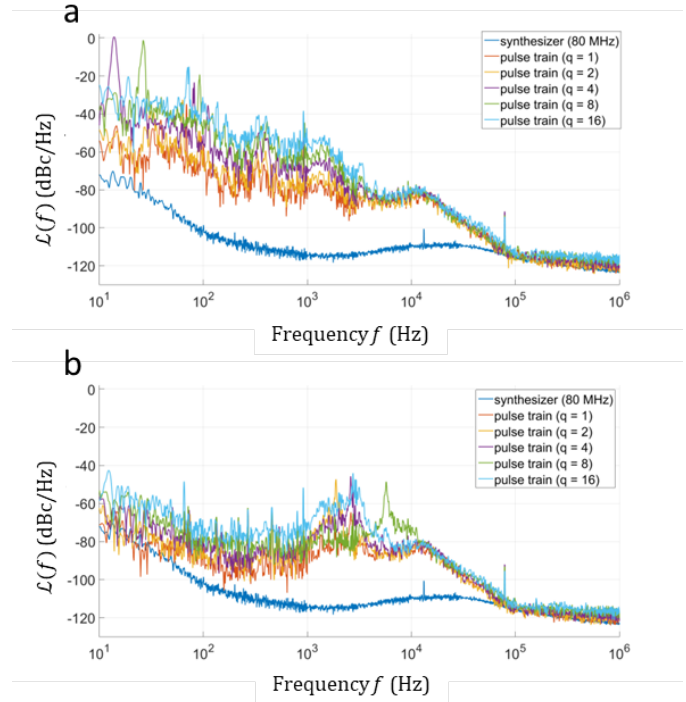 a
0
-20
-40
-60
-80
-100
-120
ℒ(f) (dBc/Hz)
synthesizer (80 MHz)
pulse train (q = 1)
pulse train (q = 2)
pulse train (q = 4)
pulse train (q = 8)
pulse train (q = 16)
10¹ 10² 10³ 10⁴ 10⁵ 10⁶
Frequency f (Hz)
b
0
-20
-40
-60
-80
-100
-120
ℒ(f) (dBc/Hz)
synthesizer (80 MHz)
pulse train (q = 1)
pulse train (q = 2)
pulse train (q = 4)
pulse train (q = 8)
pulse train (q = 16)
10¹ 10² 10³ 10⁴ 10⁵ 10⁶
Frequency f (Hz)